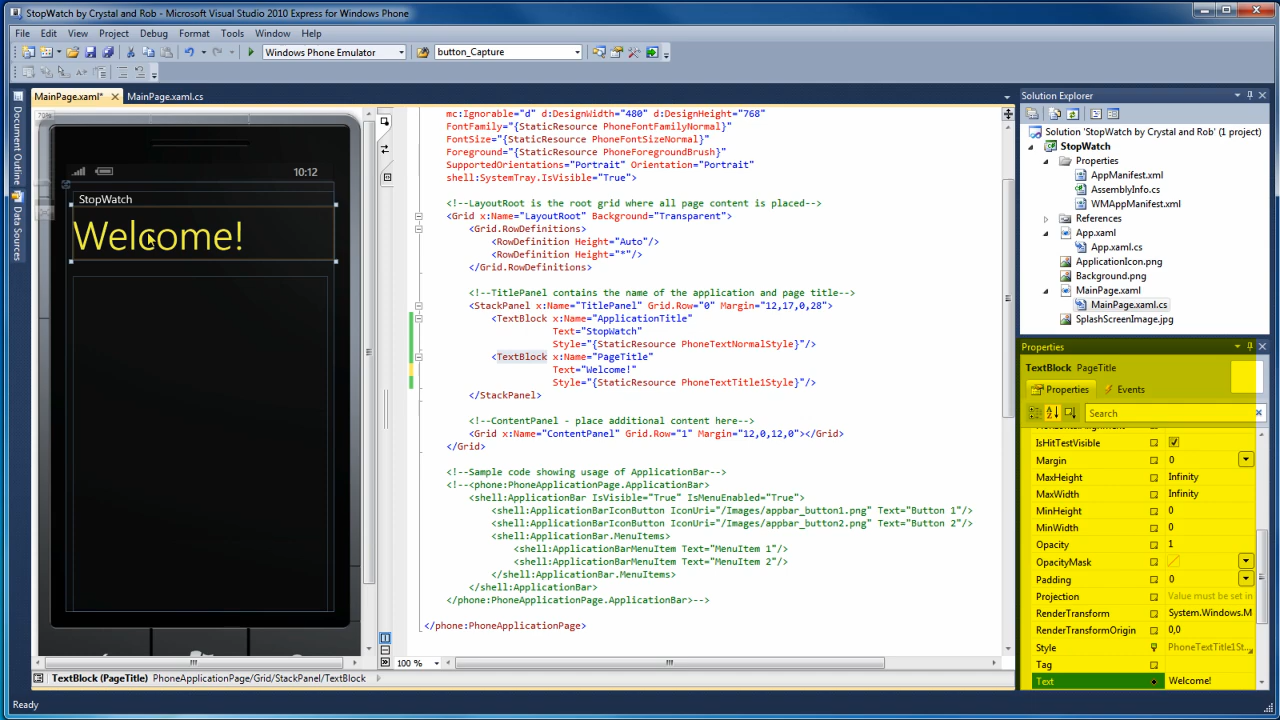 StopWatch by Crystal and Rob - Microsoft Visual Studio 2010 Express for Windows Phone
File Edit View Project Debug Format Tools Window Help
Windows Phone Emulator button_Capture
MainPage.xaml* MainPage.xaml.cs
Document Outline
Data Sources
10:12
StopWatch
Welcome!
mc:Ignorable="d" d:DesignWidth="480" d:DesignHeight="768"
FontFamily="{StaticResource PhoneFontFamilyNormal}"
FontSize="{StaticResource PhoneFontSizeNormal}"
Foreground="{StaticResource PhoneForegroundBrush}"
SupportedOrientations="Portrait" Orientation="Portrait"
shell:SystemTray.IsVisible="True">
<!--LayoutRoot is the root grid where all page content is placed-->
<Grid x:Name="LayoutRoot" Background="Transparent">
<Grid.RowDefinitions>
<RowDefinition Height="Auto"/>
<RowDefinition Height="*"/>
</Grid.RowDefinitions>
<!--TitlePanel contains the name of the application and page title-->
<StackPanel x:Name="TitlePanel" Grid.Row="0" Margin="12,17,0,28">
<TextBlock x:Name="ApplicationTitle"
Text="StopWatch"
Style="{StaticResource PhoneTextNormalStyle}"/>
<TextBlock x:Name="PageTitle"
Text="Welcome!"
Style="{StaticResource PhoneTextTitle1Style}"/>
</StackPanel>
<!--ContentPanel - place additional content here-->
<Grid x:Name="ContentPanel" Grid.Row="1" Margin="12,0,12,0"></Grid>
</Grid>
<!--Sample code showing usage of ApplicationBar-->
<!--<phone:PhoneApplicationPage.ApplicationBar>
<shell:ApplicationBar IsVisible="True" IsMenuEnabled="True">
<shell:ApplicationBarIconButton IconUri="/Images/appbar_button1.png" Text="Button 1"/>
<shell:ApplicationBarIconButton IconUri="/Images/appbar_button2.png" Text="Button 2"/>
<shell:ApplicationBar.MenuItems>
<shell:ApplicationBarMenuItem Text="MenuItem 1"/>
<shell:ApplicationBarMenuItem Text="MenuItem 2"/>
</shell:ApplicationBar.MenuItems>
</shell:ApplicationBar>
</phone:PhoneApplicationPage.ApplicationBar>-->
</phone:PhoneApplicationPage>
100 %
TextBlock (PageTitle) PhoneApplicationPage/Grid/StackPanel/TextBlock
Ready
Solution Explorer
Solution 'StopWatch by Crystal and Rob' (1 project)
StopWatch
Properties
AppManifest.xml
AssemblyInfo.cs
WMAppManifest.xml
References
App.xaml
App.xaml.cs
ApplicationIcon.png
Background.png
MainPage.xaml
MainPage.xaml.cs
SplashScreenImage.jpg
Properties
TextBlock PageTitle
Properties Events
Search
IsHitTestVisible
Margin 0
MaxHeight Infinity
MaxWidth Infinity
MinHeight 0
MinWidth 0
Opacity 1
OpacityMask
Padding 0
Projection Value must be set in
RenderTransform System.Windows.M
RenderTransformOrigin 0,0
Style PhoneTextTitle1St...
Tag
Text Welcome!